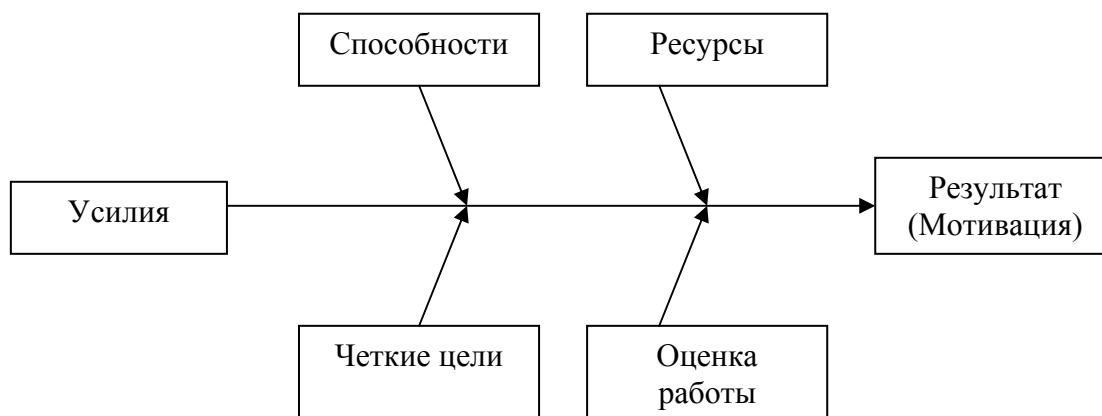 Способности
Ресурсы
Усилия
Результат
(Мотивация)
Четкие цели
Оценка
работы